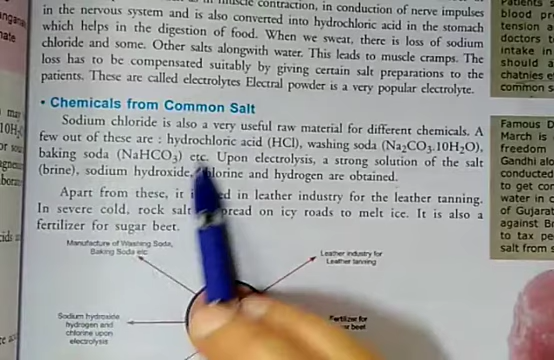 in muscle contraction, in conduction of nerve impulses
in the nervous system and is also converted into hydrochloric acid in the stomach
which helps in the digestion of food. When we sweat, there is loss of sodium
chloride and some. Other salts alongwith water. This leads to muscle cramps. The
loss has to be compensated suitably by giving certain salt preparations to the
patients. These are called electrolytes Electral powder is a very popular electrolyte.
• Chemicals from Common Salt
Sodium chloride is also a very useful raw material for different chemicals. A
few out of these are : hydrochloric acid (HCl), washing soda (Na2CO3.10H2O),
baking soda (NaHCO3) etc. Upon electrolysis, a strong solution of the salt
(brine), sodium hydroxide, chlorine and hydrogen are obtained.
Apart from these, it in leather industry for the leather tanning.
In severe cold, rock salt spread on icy roads to melt ice. It is also a
fertilizer for sugar beet.
Manufacture of Washing Soda,
Baking Soda etc.
Leather industry for
Leather tanning
Sodium hydroxide
hydrogen and
chlorine upon
electrolysis
Fertilizer for
beet
Patients
blood
tension
doctors
intake in
should
chatnies
common
Famous
March is
freedom
Gandhi
conducted
to get
water in
of Gujarat
against
to tax
salt from